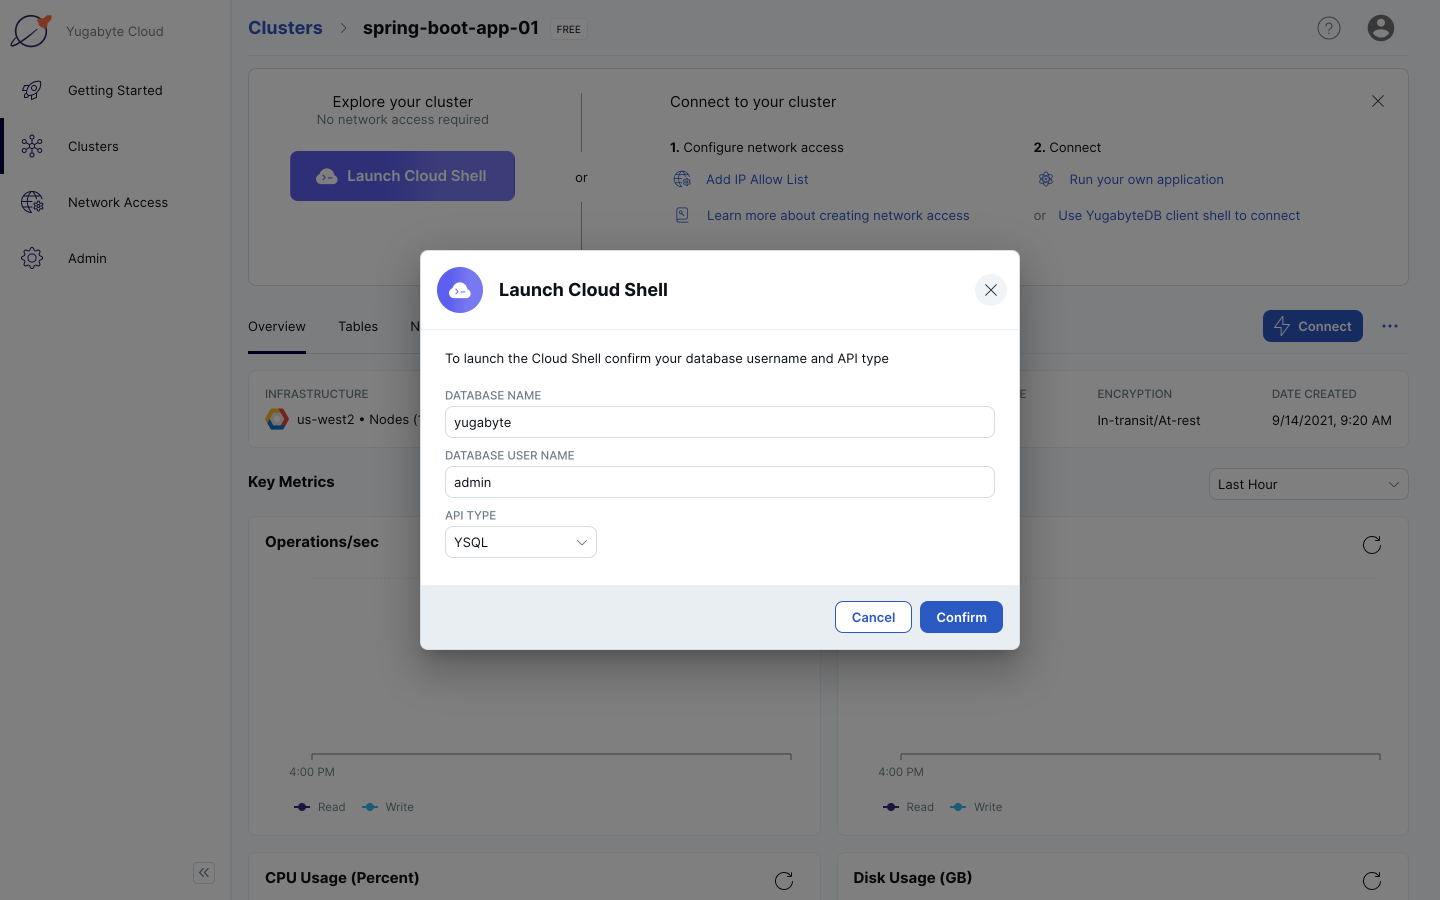 Yugabyte Cloud
Getting Started
Clusters
Network Access
Admin
Clusters > spring-boot-app-01 FREE
Explore your cluster
No network access required
Launch Cloud Shell
or
Connect to your cluster
1. Configure network access
Add IP Allow List
Learn more about creating network access
2. Connect
Run your own application
or Use YugabyteDB client shell to connect
Overview Tables N
Connect
INFRASTRUCTURE
us-west2 • Nodes (
E
ENCRYPTION
In-transit/At-rest
DATE CREATED
9/14/2021, 9:20 AM
Launch Cloud Shell
To launch the Cloud Shell confirm your database username and API type
DATABASE NAME
yugabyte
DATABASE USER NAME
admin
API TYPE
YSQL
Cancel
Confirm
Key Metrics
Last Hour
Operations/sec
4:00 PM
Read Write
4:00 PM
Read Write
CPU Usage (Percent)
Disk Usage (GB)